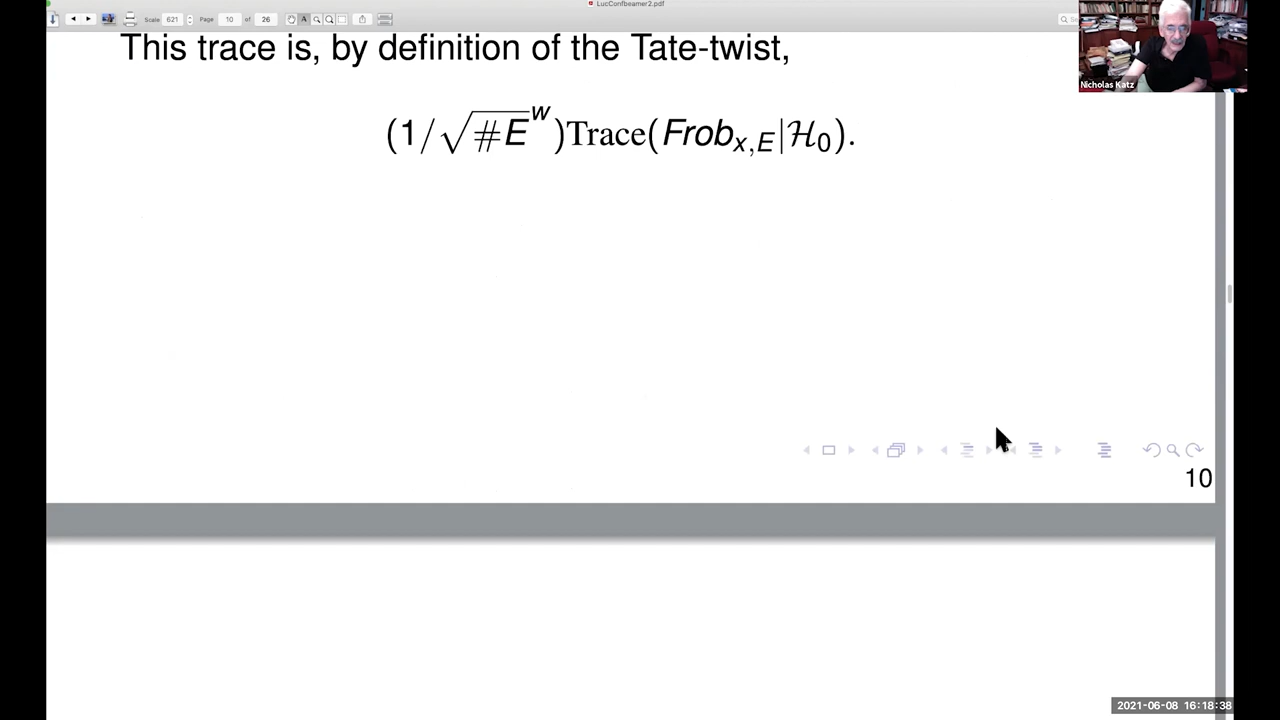 LucConfbeamer2.pdf
Scale 621 Page 10 of 26
This trace is, by definition of the Tate-twist,
(1/√#E^w)Trace(Frob_{x,E}|ℋ_0).
Nicholas Katz
10
2021-06-08 16:18:38